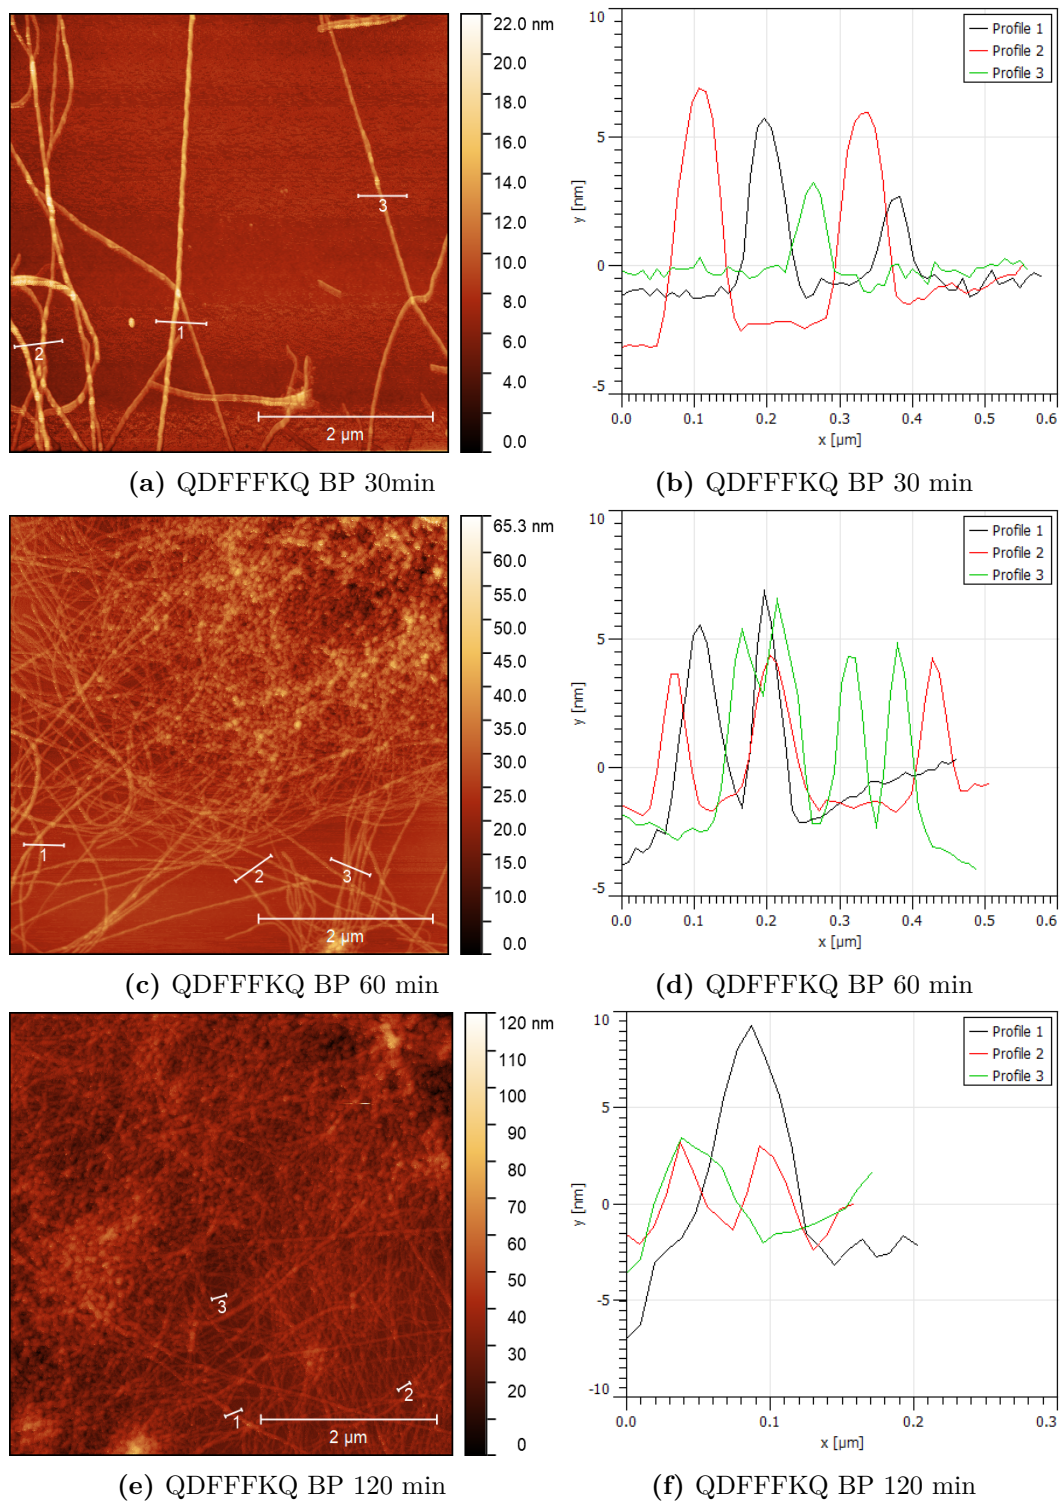 22.0 nm
18.0
16.0
14.0
12.0
10.0
8.0
6.0
4.0
0.0
1
2
3
2 µm
10
5
0
-5
y [nm]
Profile 1
Profile 2
Profile 3
0.0 0.1 0.2 0.3 0.4 0.5 0.6
x [µm]
(a) QDFFFKQ BP 30min
(b) QDFFFKQ BP 30 min
65.3 nm
60.0
55.0
50.0
45.0
40.0
35.0
30.0
25.0
20.0
15.0
10.0
0.0
1
2
3
2 µm
10
5
0
-5
y [nm]
Profile 1
Profile 2
Profile 3
0.0 0.1 0.2 0.3 0.4 0.5 0.6
x [µm]
(c) QDFFFKQ BP 60 min
(d) QDFFFKQ BP 60 min
120 nm
110
100
90
80
70
60
50
40
30
20
0
3
2
1
2 µm
10
5
0
-5
-10
y [nm]
Profile 1
Profile 2
Profile 3
0.0 0.1 0.2 0.3
x [µm]
(e) QDFFFKQ BP 120 min
(f) QDFFFKQ BP 120 min